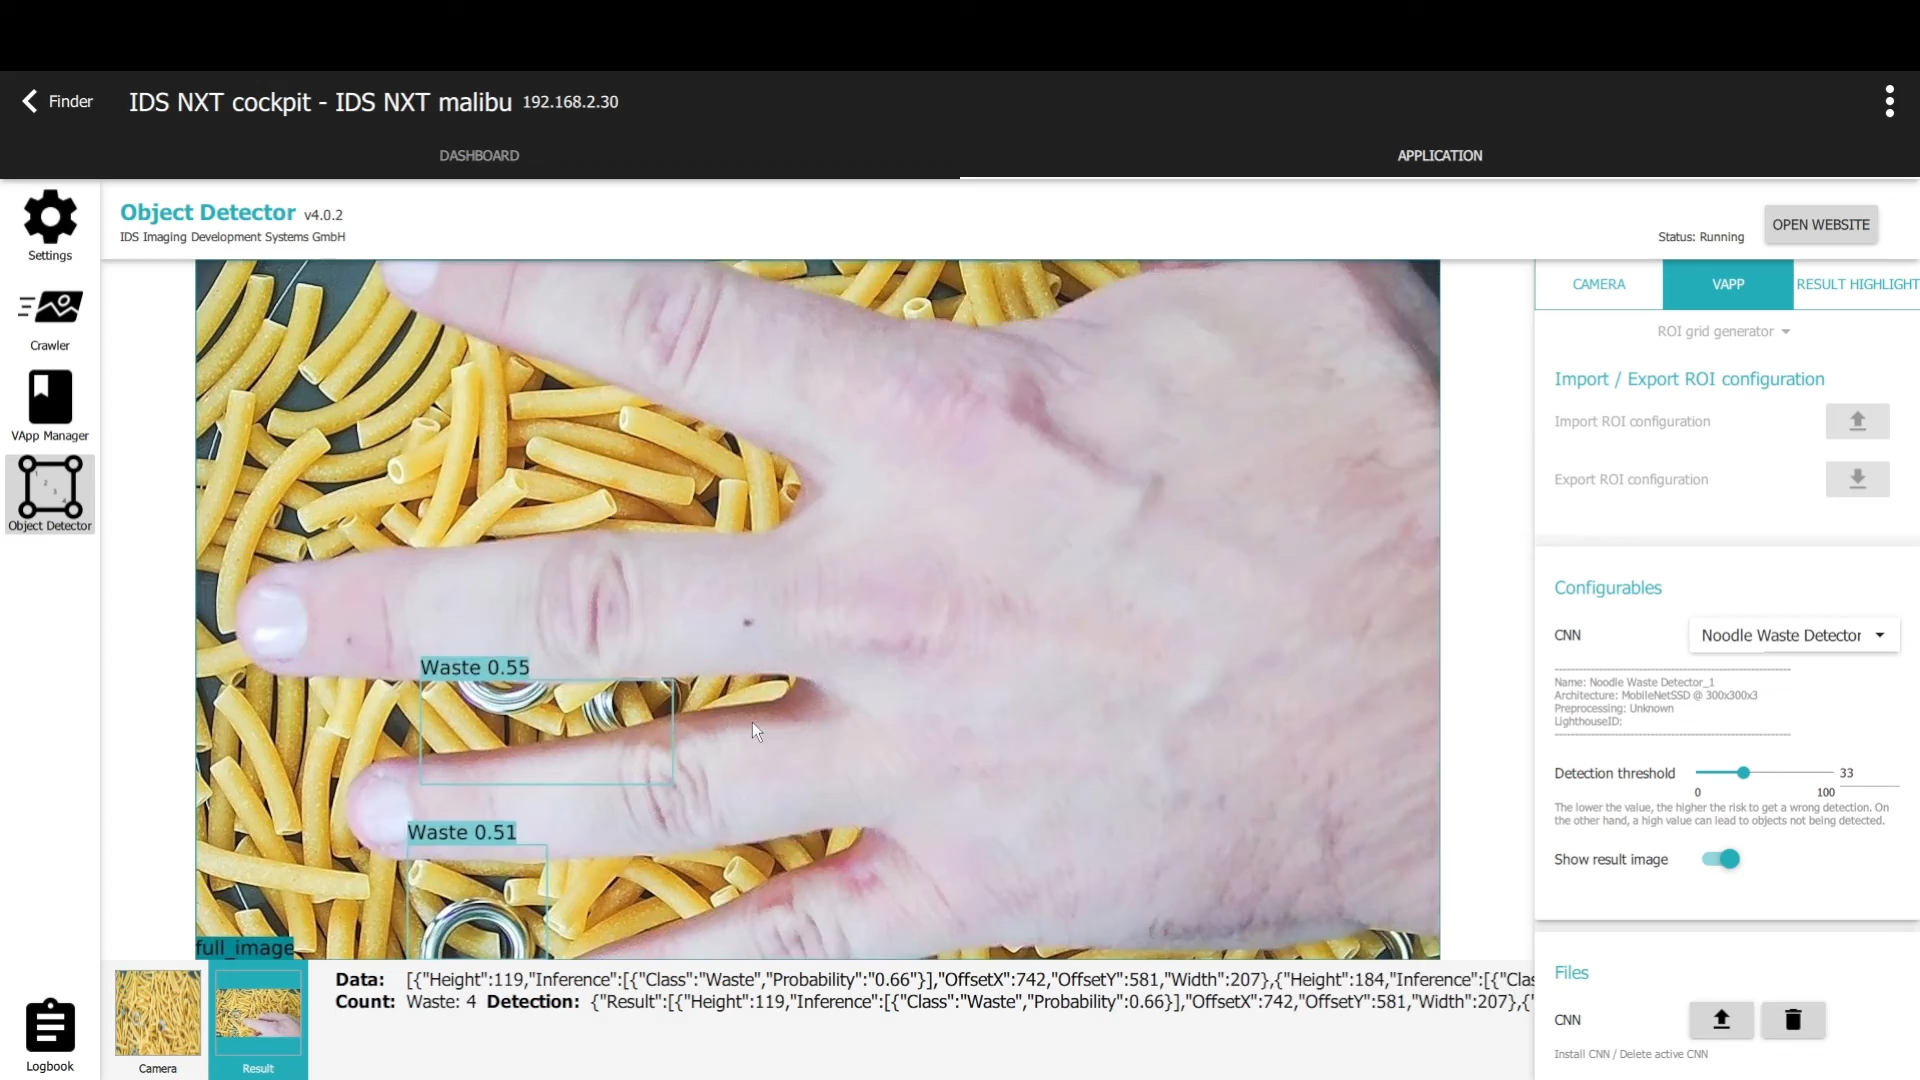 Finder
IDS NXT cockpit - IDS NXT malibu 192.168.2.30
DASHBOARD
APPLICATION
Settings
Crawler
VApp Manager
Object Detector
Logbook
Object Detector v4.0.2
IDS Imaging Development Systems GmbH
Status: Running
OPEN WEBSITE
Waste 0.55
Waste 0.51
full_image
Camera
Result
Data: [{"Height":119,"Inference":[{"Class":"Waste","Probability":"0.66"}],"OffsetX":742,"OffsetY":581,"Width":207},{"Height":184,"Inference":[{"Clas
Count: Waste: 4 Detection: {"Result":[{"Height":119,"Inference":[{"Class":"Waste","Probability":0.66}],"OffsetX":742,"OffsetY":581,"Width":207},{"
CAMERA
VAPP
RESULT HIGHLIGHT
ROI grid generator
Import / Export ROI configuration
Import ROI configuration
Export ROI configuration
Configurables
CNN
Noodle Waste Detector
Name: Noodle Waste Detector_1
Architecture: MobileNetSSD @ 300x300x3
Preprocessing: Unknown
LighthouseID:
Detection threshold
33
0
100
The lower the value, the higher the risk to get a wrong detection. On
the other hand, a high value can lead to objects not being detected.
Show result image
Files
CNN
Install CNN / Delete active CNN